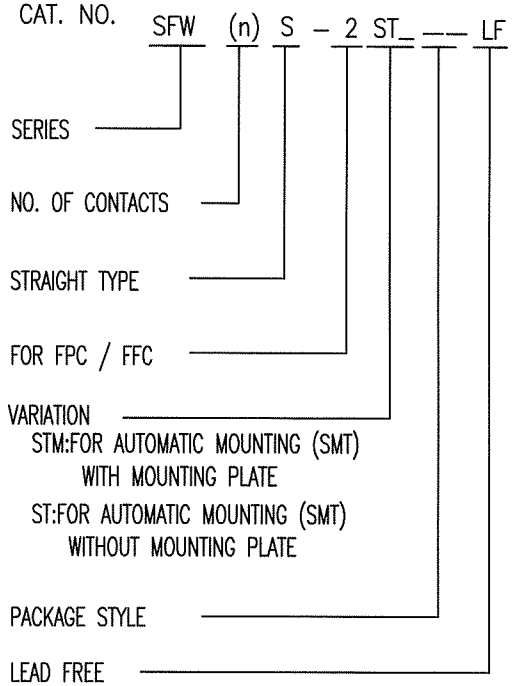 CAT. NO. SFW (n) S - 2 ST_ _ _ LF
SERIES
NO. OF CONTACTS
STRAIGHT TYPE
FOR FPC / FFC
VARIATION
STM:FOR AUTOMATIC MOUNTING (SMT)
WITH MOUNTING PLATE
ST:FOR AUTOMATIC MOUNTING (SMT)
WITHOUT MOUNTING PLATE
PACKAGE STYLE
LEAD FREE